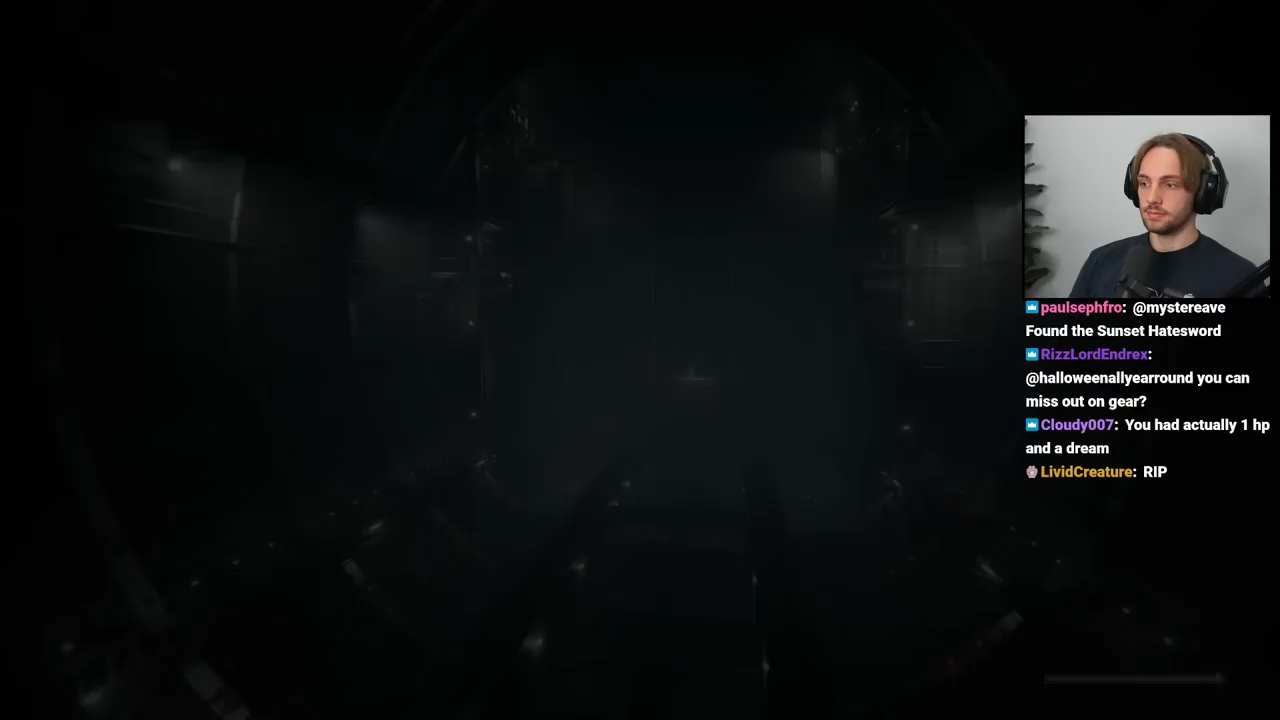 paulsephfro: @mystereave
Found the Sunset Hatesword
RizzLordEndrex:
@halloweenallyearround you can
miss out on gear?
Cloudy007: You had actually 1 hp
and a dream
LividCreature: RIP